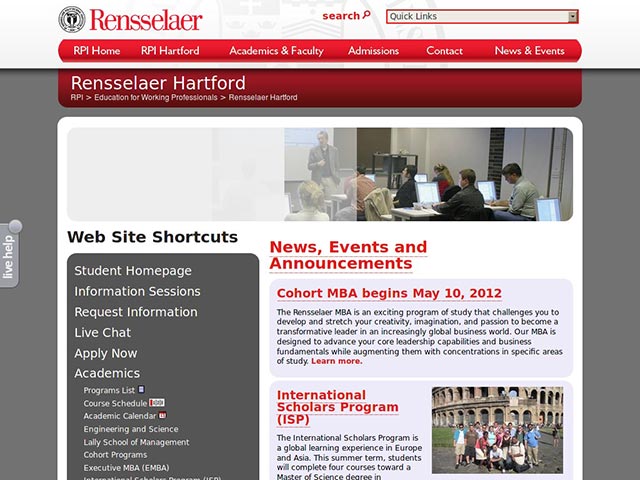 Rensselaer
search
Quick Links
RPI Home
RPI Hartford
Academics & Faculty
Admissions
Contact
News & Events
Rensselaer Hartford
RPI > Education for Working Professionals > Rensselaer Hartford
live help
Web Site Shortcuts
Student Homepage
Information Sessions
Request Information
Live Chat
Apply Now
Academics
Programs List
Course Schedule
Academic Calendar
Engineering and Science
Lally School of Management
Cohort Programs
Executive MBA (EMBA)
International Scholars Program (ISP)
News, Events and
Announcements
Cohort MBA begins May 10, 2012
The Rensselaer MBA is an exciting program of study that challenges you to
develop and stretch your creativity, imagination, and passion to become a
transformative leader in an increasingly global business world. Our MBA is
designed to advance your core leadership capabilities and business
fundamentals while augmenting them with concentrations in specific areas
of study. Learn more.
International
Scholars Program
(ISP)
The International Scholars Program is
a global learning experience in Europe
and Asia. This summer term, students
will complete four courses toward a
Master of Science degree in